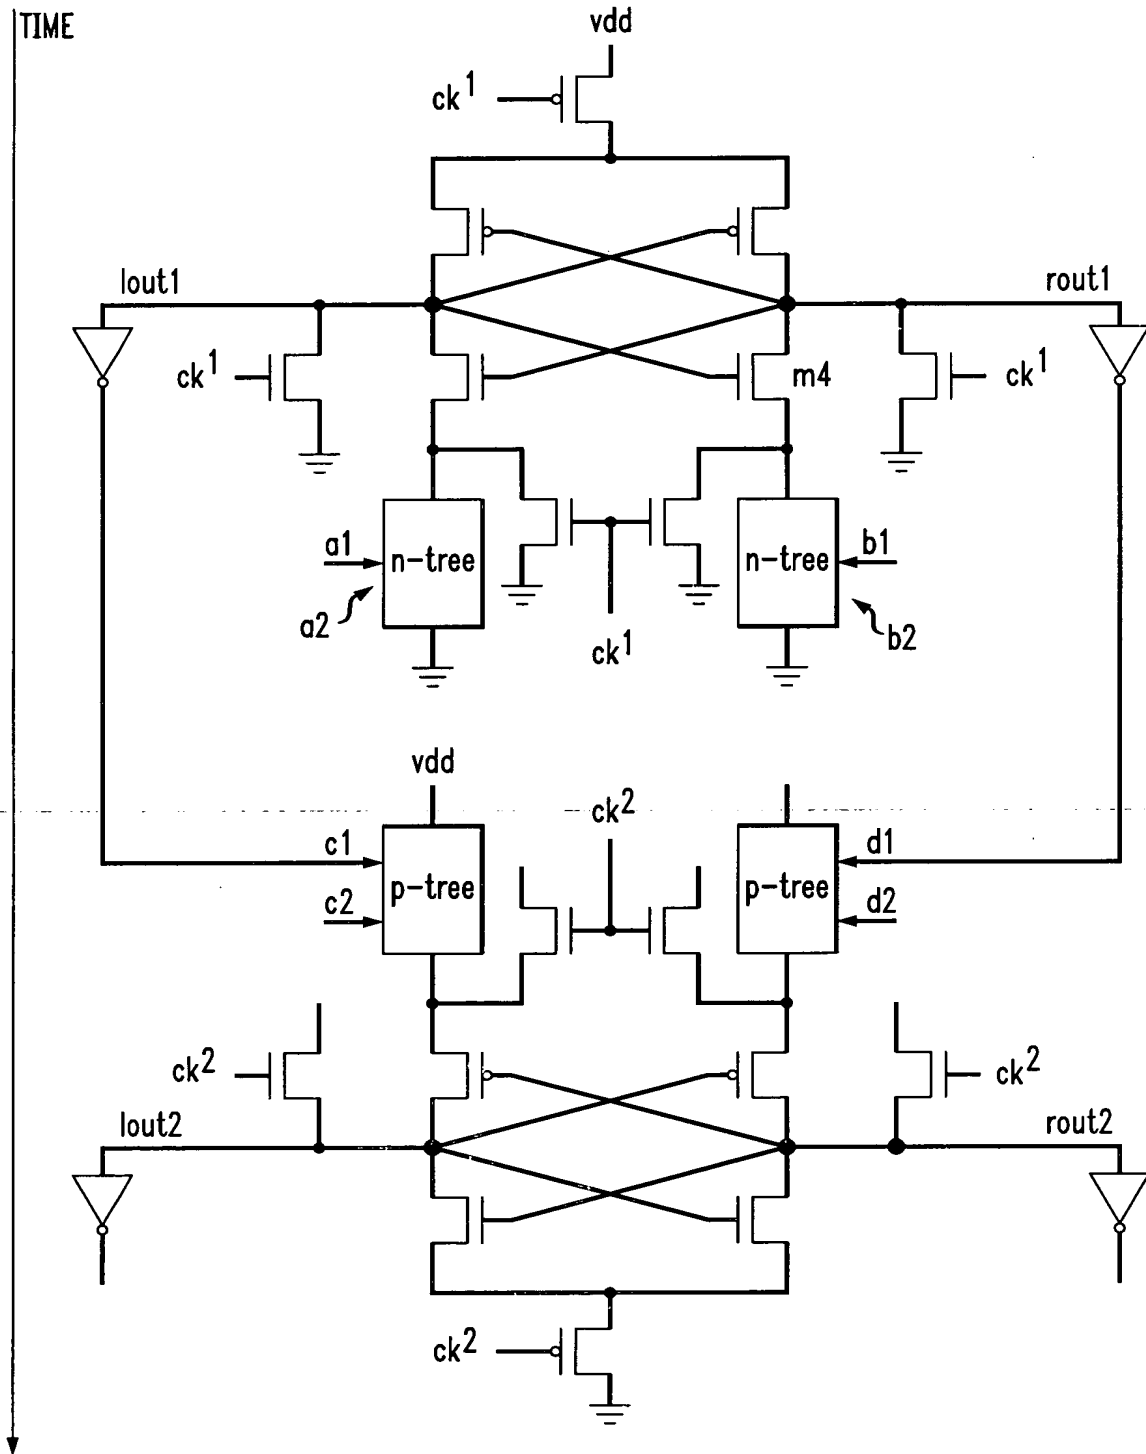 TIME
vdd
ck1
lout1
rout1
ck1
m4
ck1
a1
n-tree
n-tree
b1
a2
ck1
b2
vdd
ck2
c1
d1
p-tree
p-tree
c2
d2
ck2
ck2
lout2
rout2
ck2